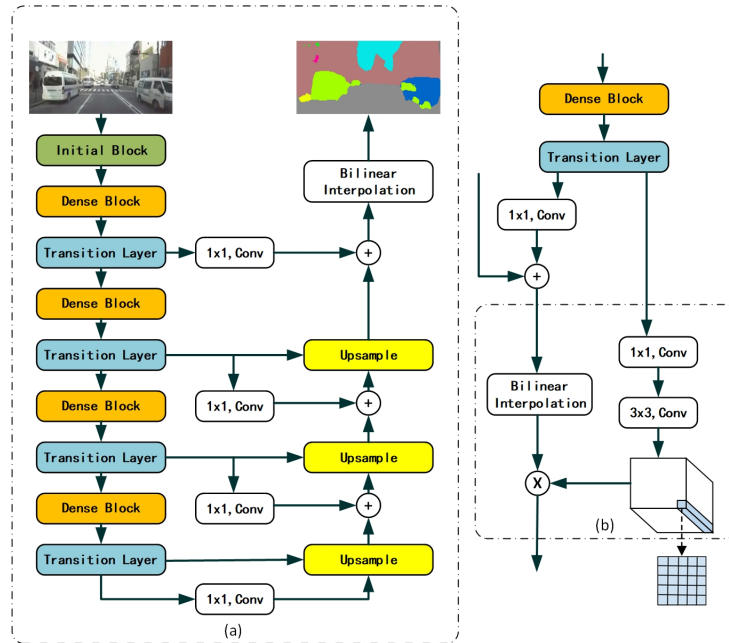 Initial Block
Dense Block
Transition Layer
1x1, Conv
+
Bilinear
Interpolation
Dense Block
Transition Layer
Upsample
1x1, Conv
+
Dense Block
Transition Layer
Upsample
1x1, Conv
+
Dense Block
Transition Layer
Upsample
1x1, Conv
(a)
Dense Block
Transition Layer
1x1, Conv
+
1x1, Conv
Bilinear
Interpolation
3x3, Conv
X
(b)